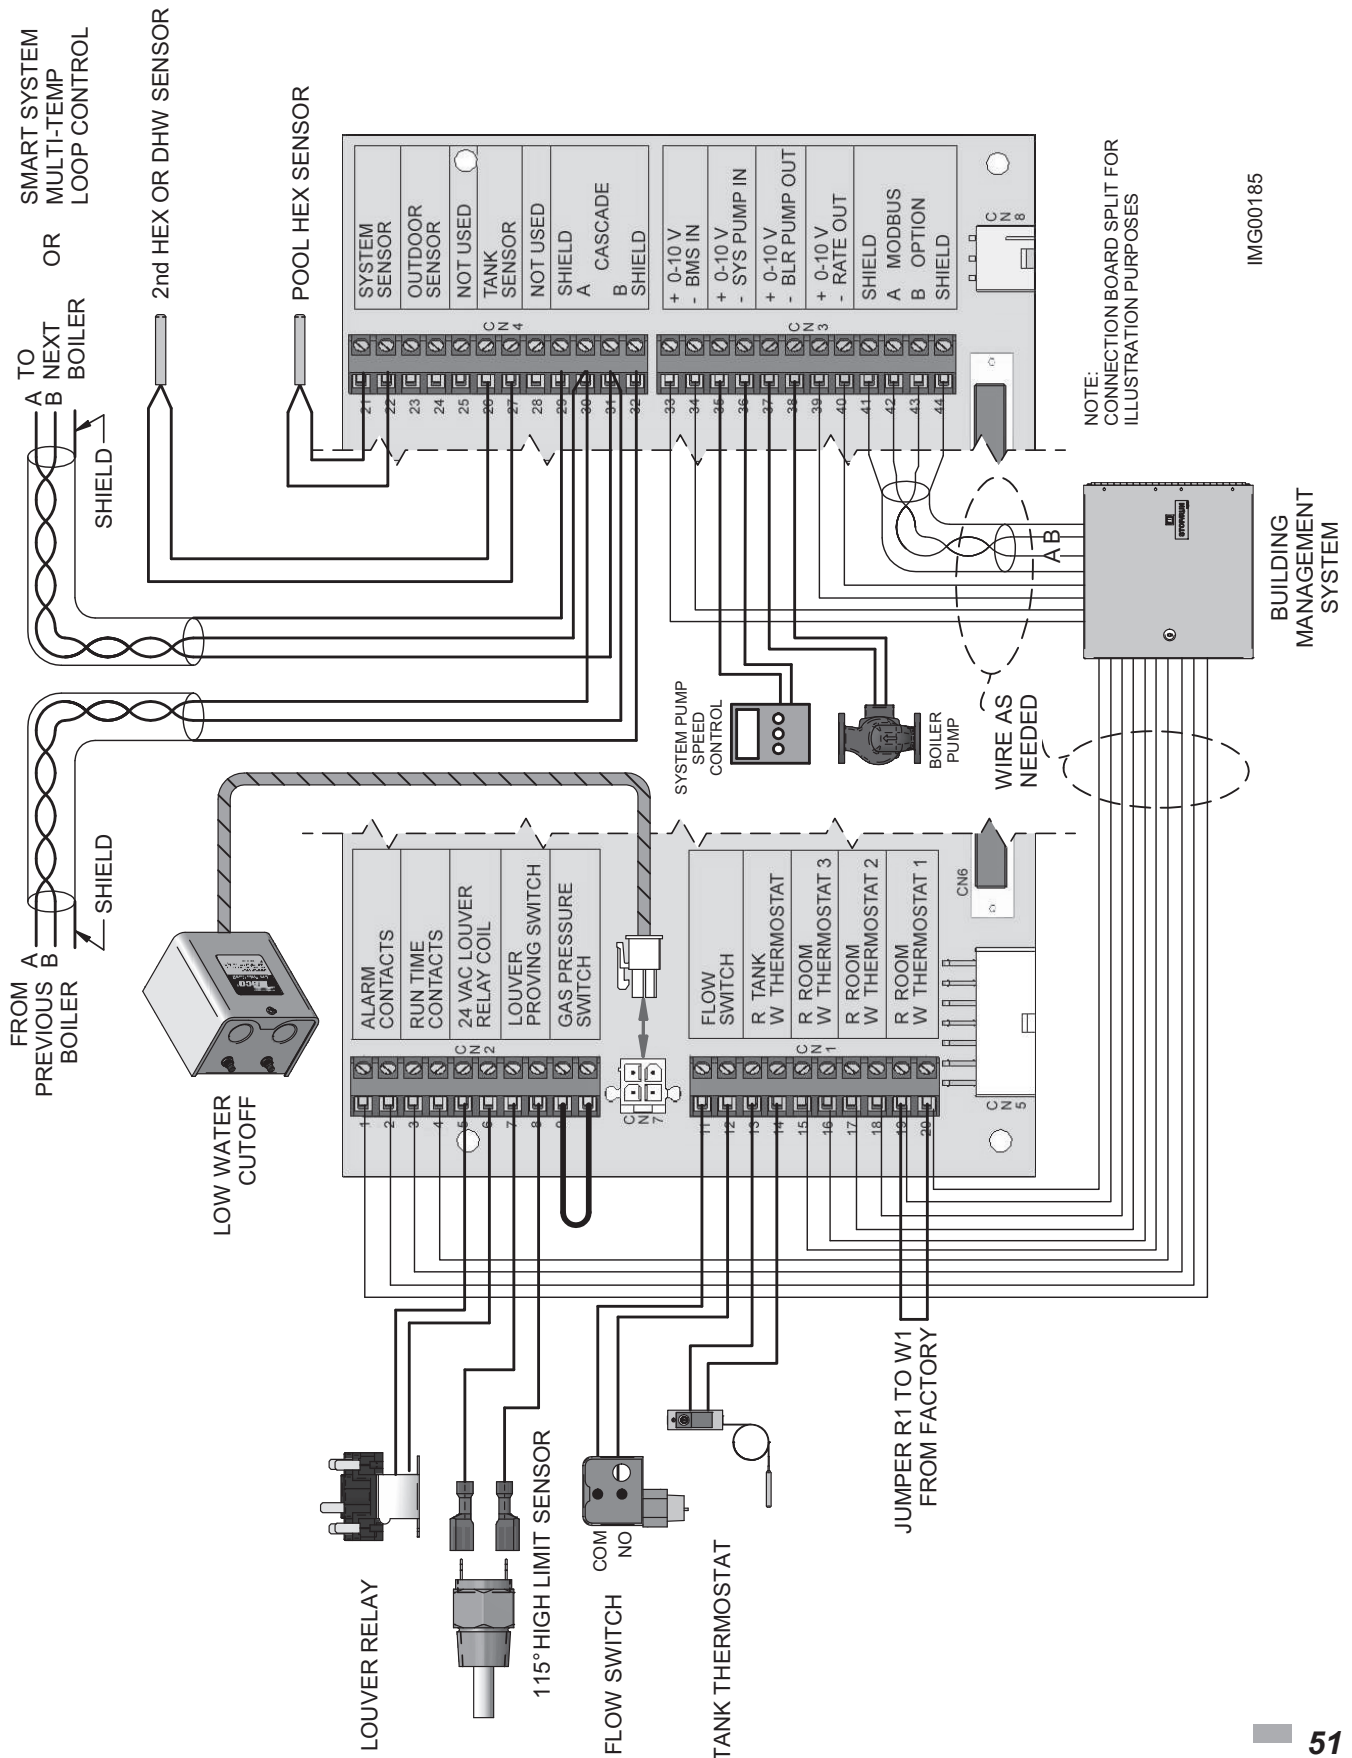 FROM
PREVIOUS
BOILER
A
B
SHIELD
A
B
TO
NEXT
BOILER
SHIELD
OR
SMART SYSTEM
MULTI-TEMP
LOOP CONTROL
2nd HEX OR DHW SENSOR
POOL HEX SENSOR
LOW WATER
CUTOFF
ALARM
CONTACTS
RUN TIME
CONTACTS
24 VAC LOUVER
RELAY COIL
LOUVER
PROVING SWITCH
GAS PRESSURE
SWITCH
CN2
1
2
3
4
5
6
7
8
9
CN7
FLOW
SWITCH
R TANK
W THERMOSTAT
R ROOM
W THERMOSTAT 3
R ROOM
W THERMOSTAT 2
R ROOM
W THERMOSTAT 1
CN1
11
12
13
14
15
16
17
18
19
20
CN6
CN5
SYSTEM
SENSOR
OUTDOOR
SENSOR
NOT USED
TANK
SENSOR
NOT USED
SHIELD
A
CASCADE
B
SHIELD
CN4
21
22
23
24
25
26
27
28
29
30
31
32
+ 0-10 V
- BMS IN
+ 0-10 V
- SYS PUMP IN
+ 0-10 V
- BLR PUMP OUT
+ 0-10 V
- RATE OUT
SHIELD
A MODBUS
B OPTION
SHIELD
CN3
33
34
35
36
37
38
39
40
41
42
43
44
CN8
LOUVER RELAY
115° HIGH LIMIT SENSOR
FLOW SWITCH
COM
NO
TANK THERMOSTAT
JUMPER R1 TO W1
FROM FACTORY
SYSTEM PUMP
SPEED
CONTROL
BOILER
PUMP
WIRE AS
NEEDED
A
B
BUILDING
MANAGEMENT
SYSTEM
NOTE:
CONNECTION BOARD SPLIT FOR
ILLUSTRATION PURPOSES
IMG00185
51